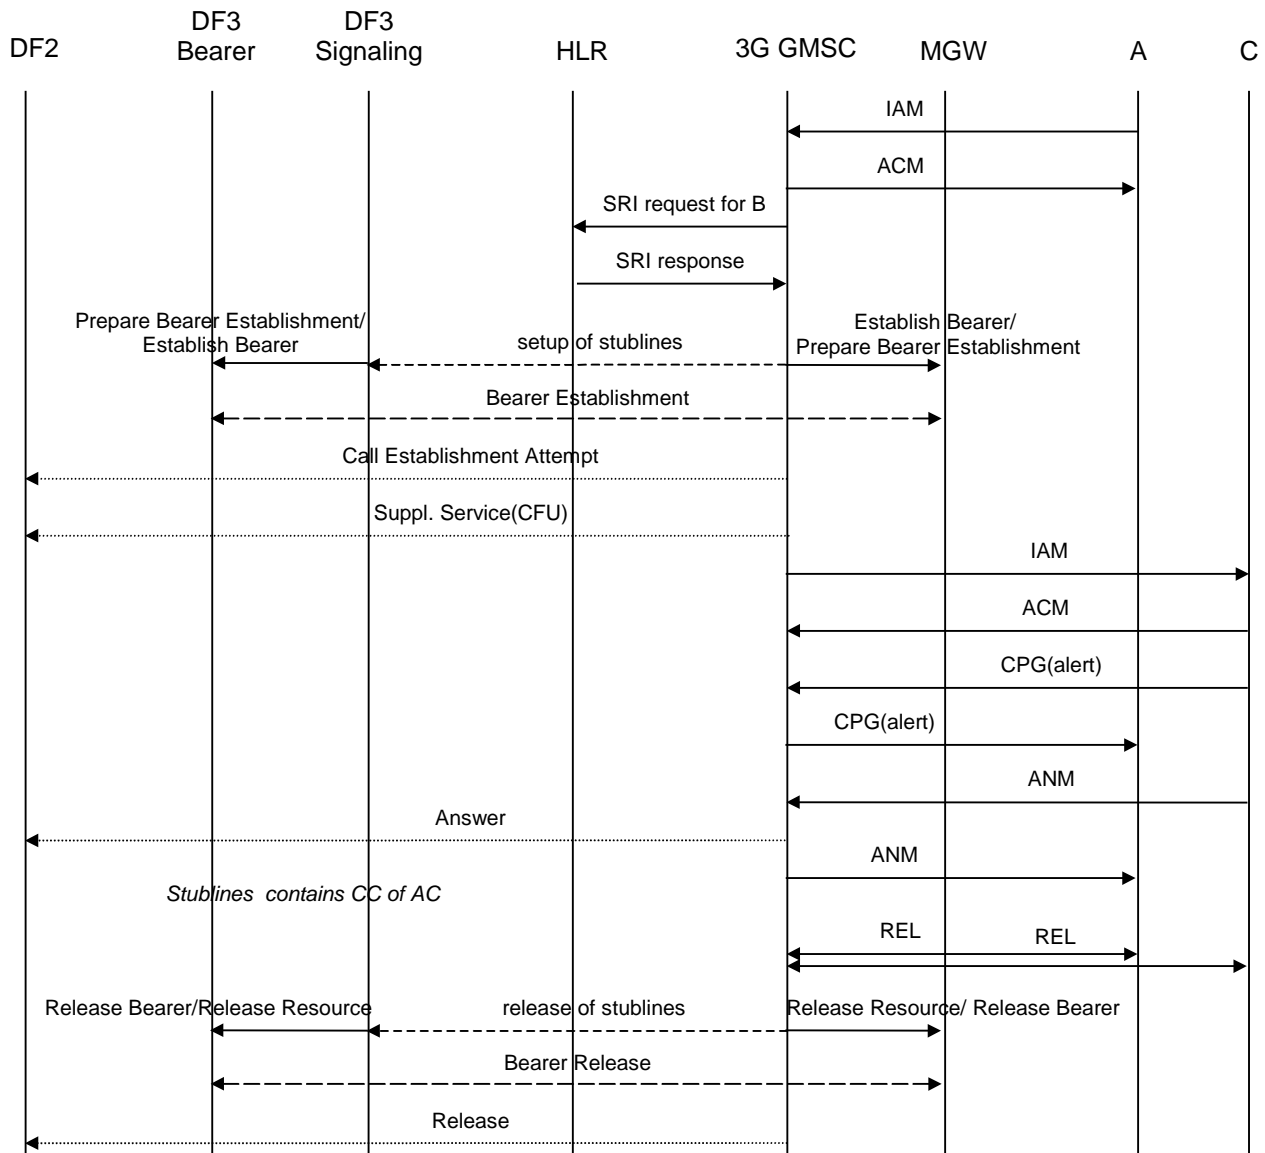 DF2
DF3
Bearer
DF3
Signaling
HLR
3G GMSC
MGW
A
C
IAM
ACM
SRI request for B
SRI response
Prepare Bearer Establishment/
Establish Bearer
setup of stublines
Establish Bearer/
Prepare Bearer Establishment
Bearer Establishment
Call Establishment Attempt
Suppl. Service(CFU)
IAM
ACM
CPG(alert)
CPG(alert)
ANM
Answer
ANM
Stublines contains CC of AC
REL
REL
Release Bearer/Release Resource
release of stublines
Release Resource/ Release Bearer
Bearer Release
Release